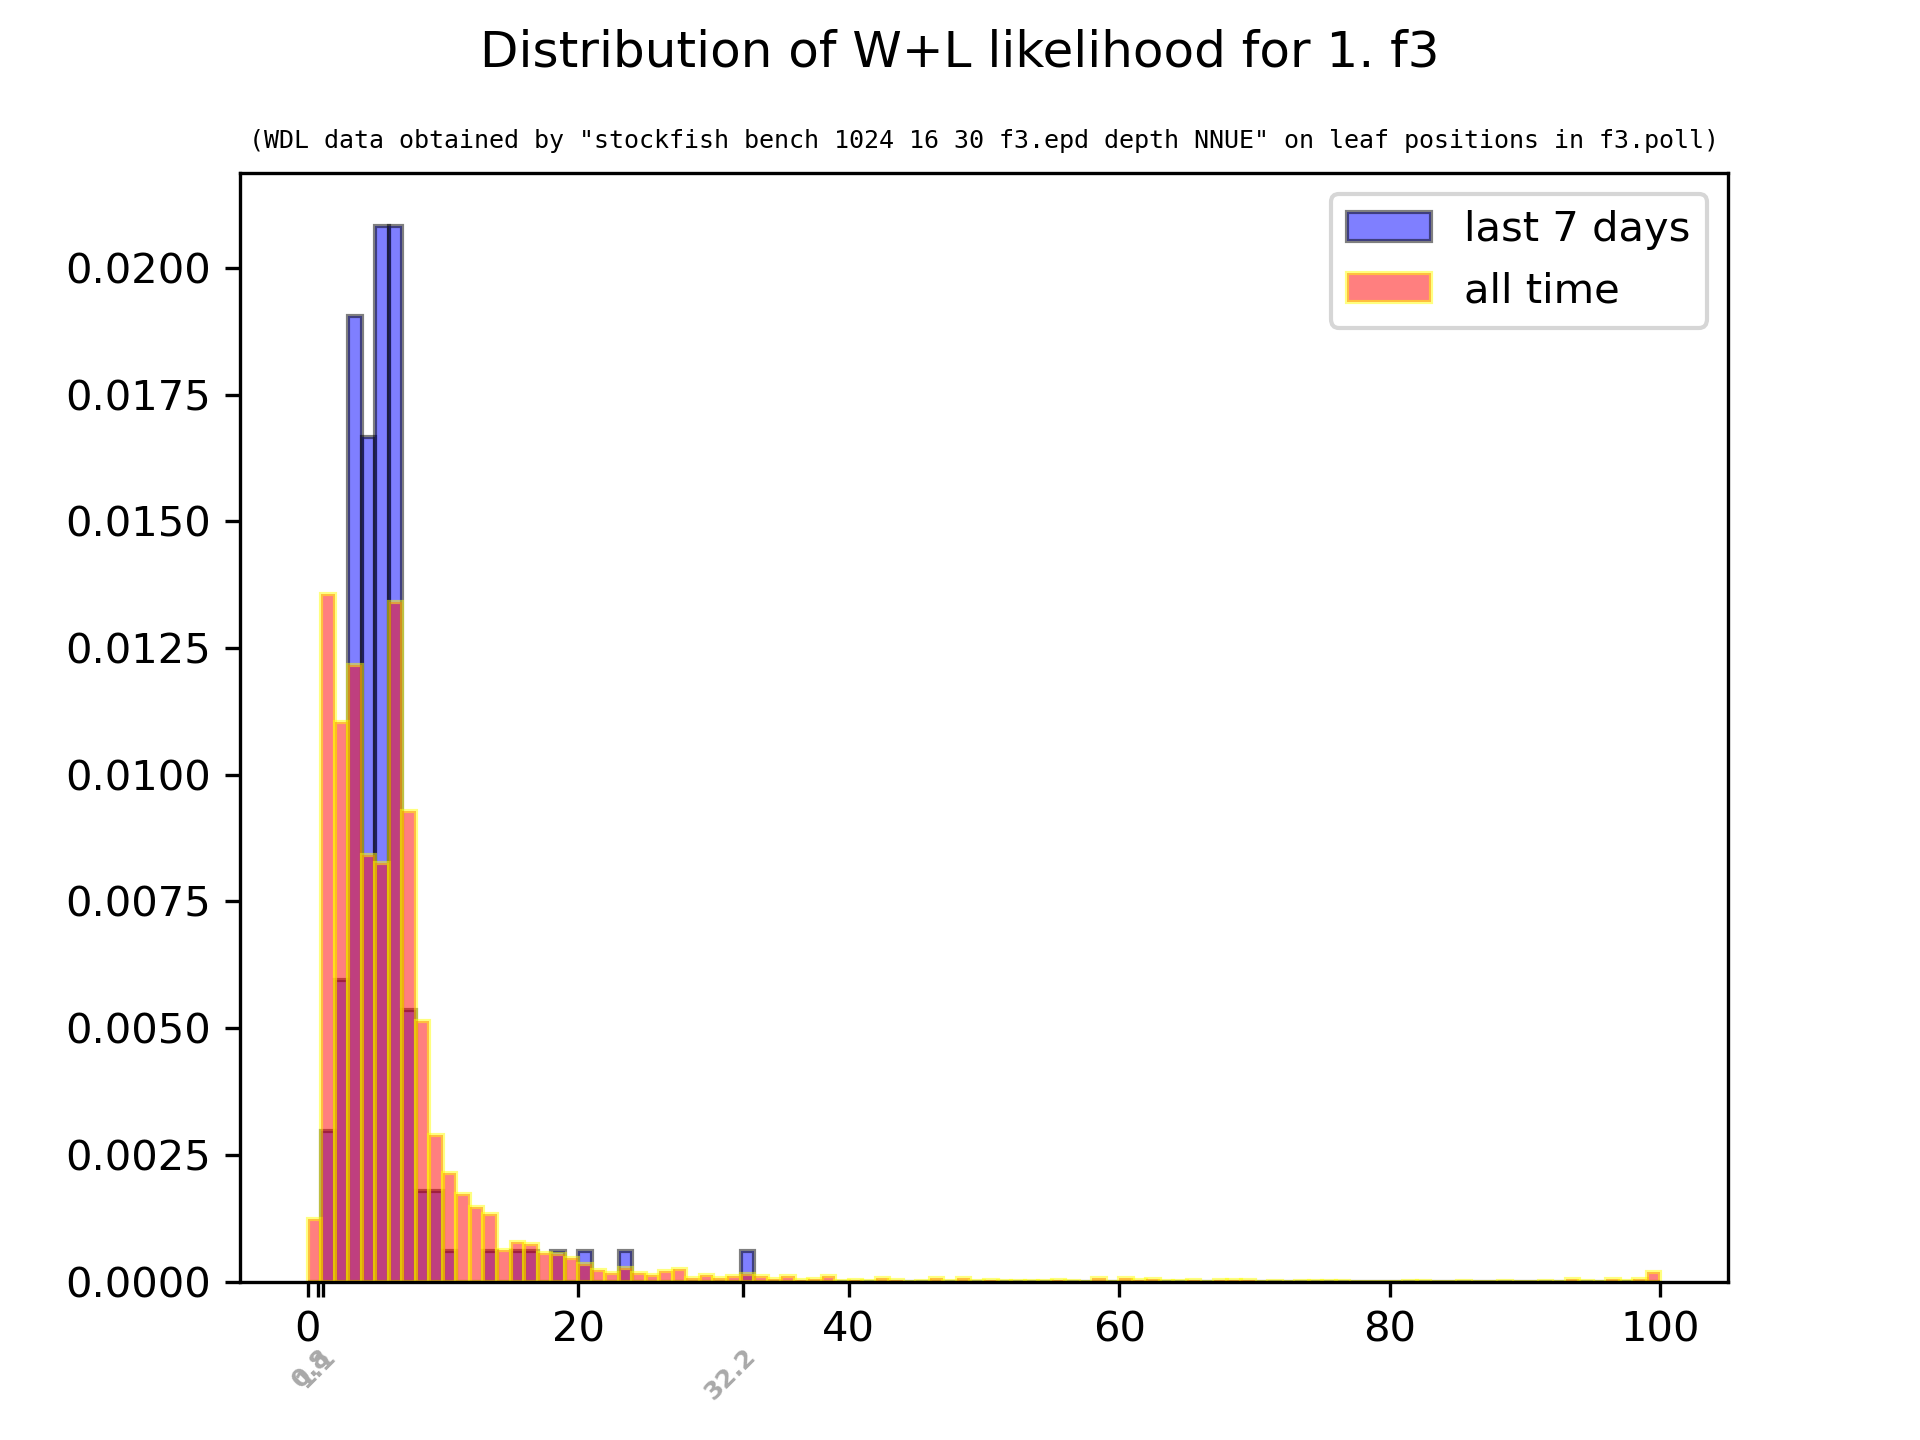 Distribution of W+L likelihood for 1. f3
(WDL data obtained by "stockfish bench 1024 16 30 f3.epd depth NNUE" on leaf positions in f3.poll)
last 7 days
all time
0.0200
0.0175
0.0150
0.0125
0.0100
0.0075
0.0050
0.0025
0.0000
0 20 40 60 80 100
32.2